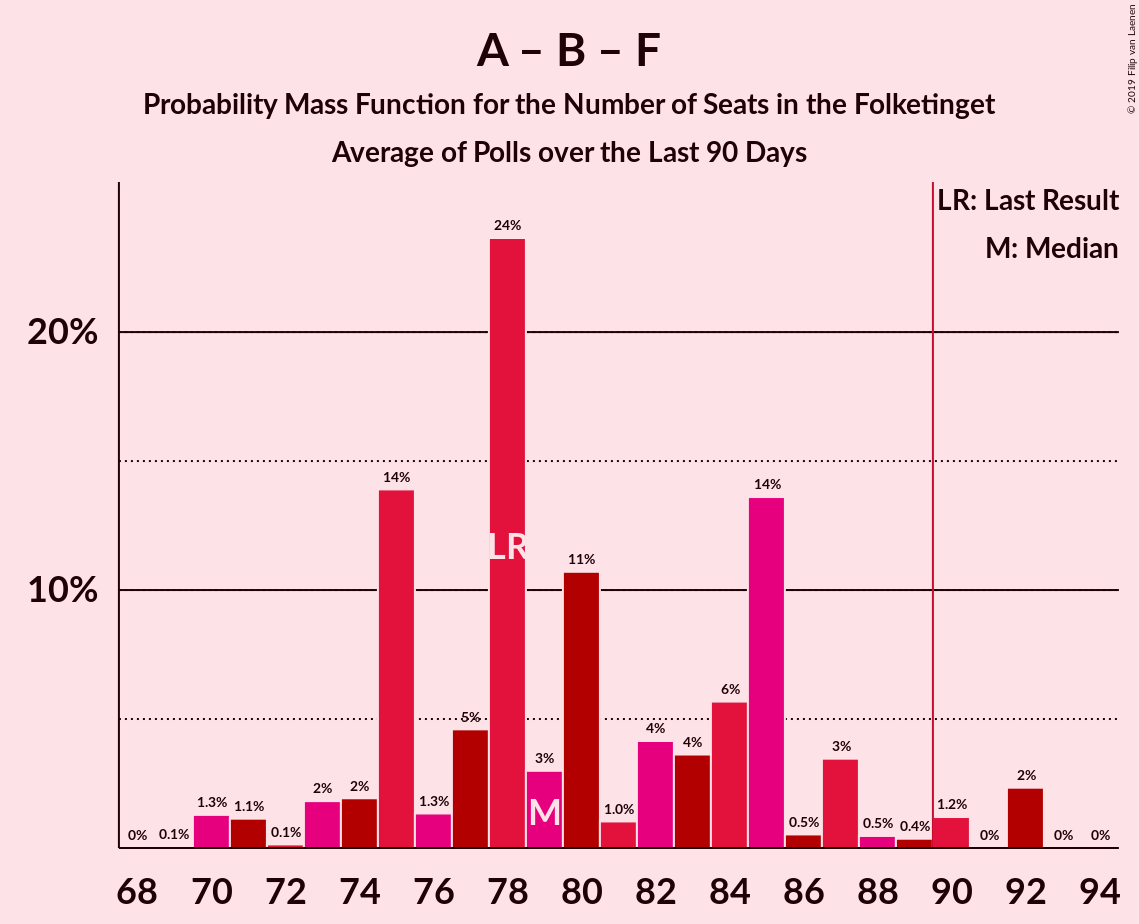 A – B – F
Probability Mass Function for the Number of Seats in the Folketinget
Average of Polls over the Last 90 Days
© 2019 Filip van Laenen
LR: Last Result
M: Median
20%
10%
0% 0.1% 1.3% 1.1% 0.1% 2% 2% 14% 1.3% 5% 24% 3% 11% 1.0% 4% 4% 6% 14% 0.5% 3% 0.5% 0.4% 1.2% 0% 2% 0% 0%
LR
M
68 70 72 74 76 78 80 82 84 86 88 90 92 94